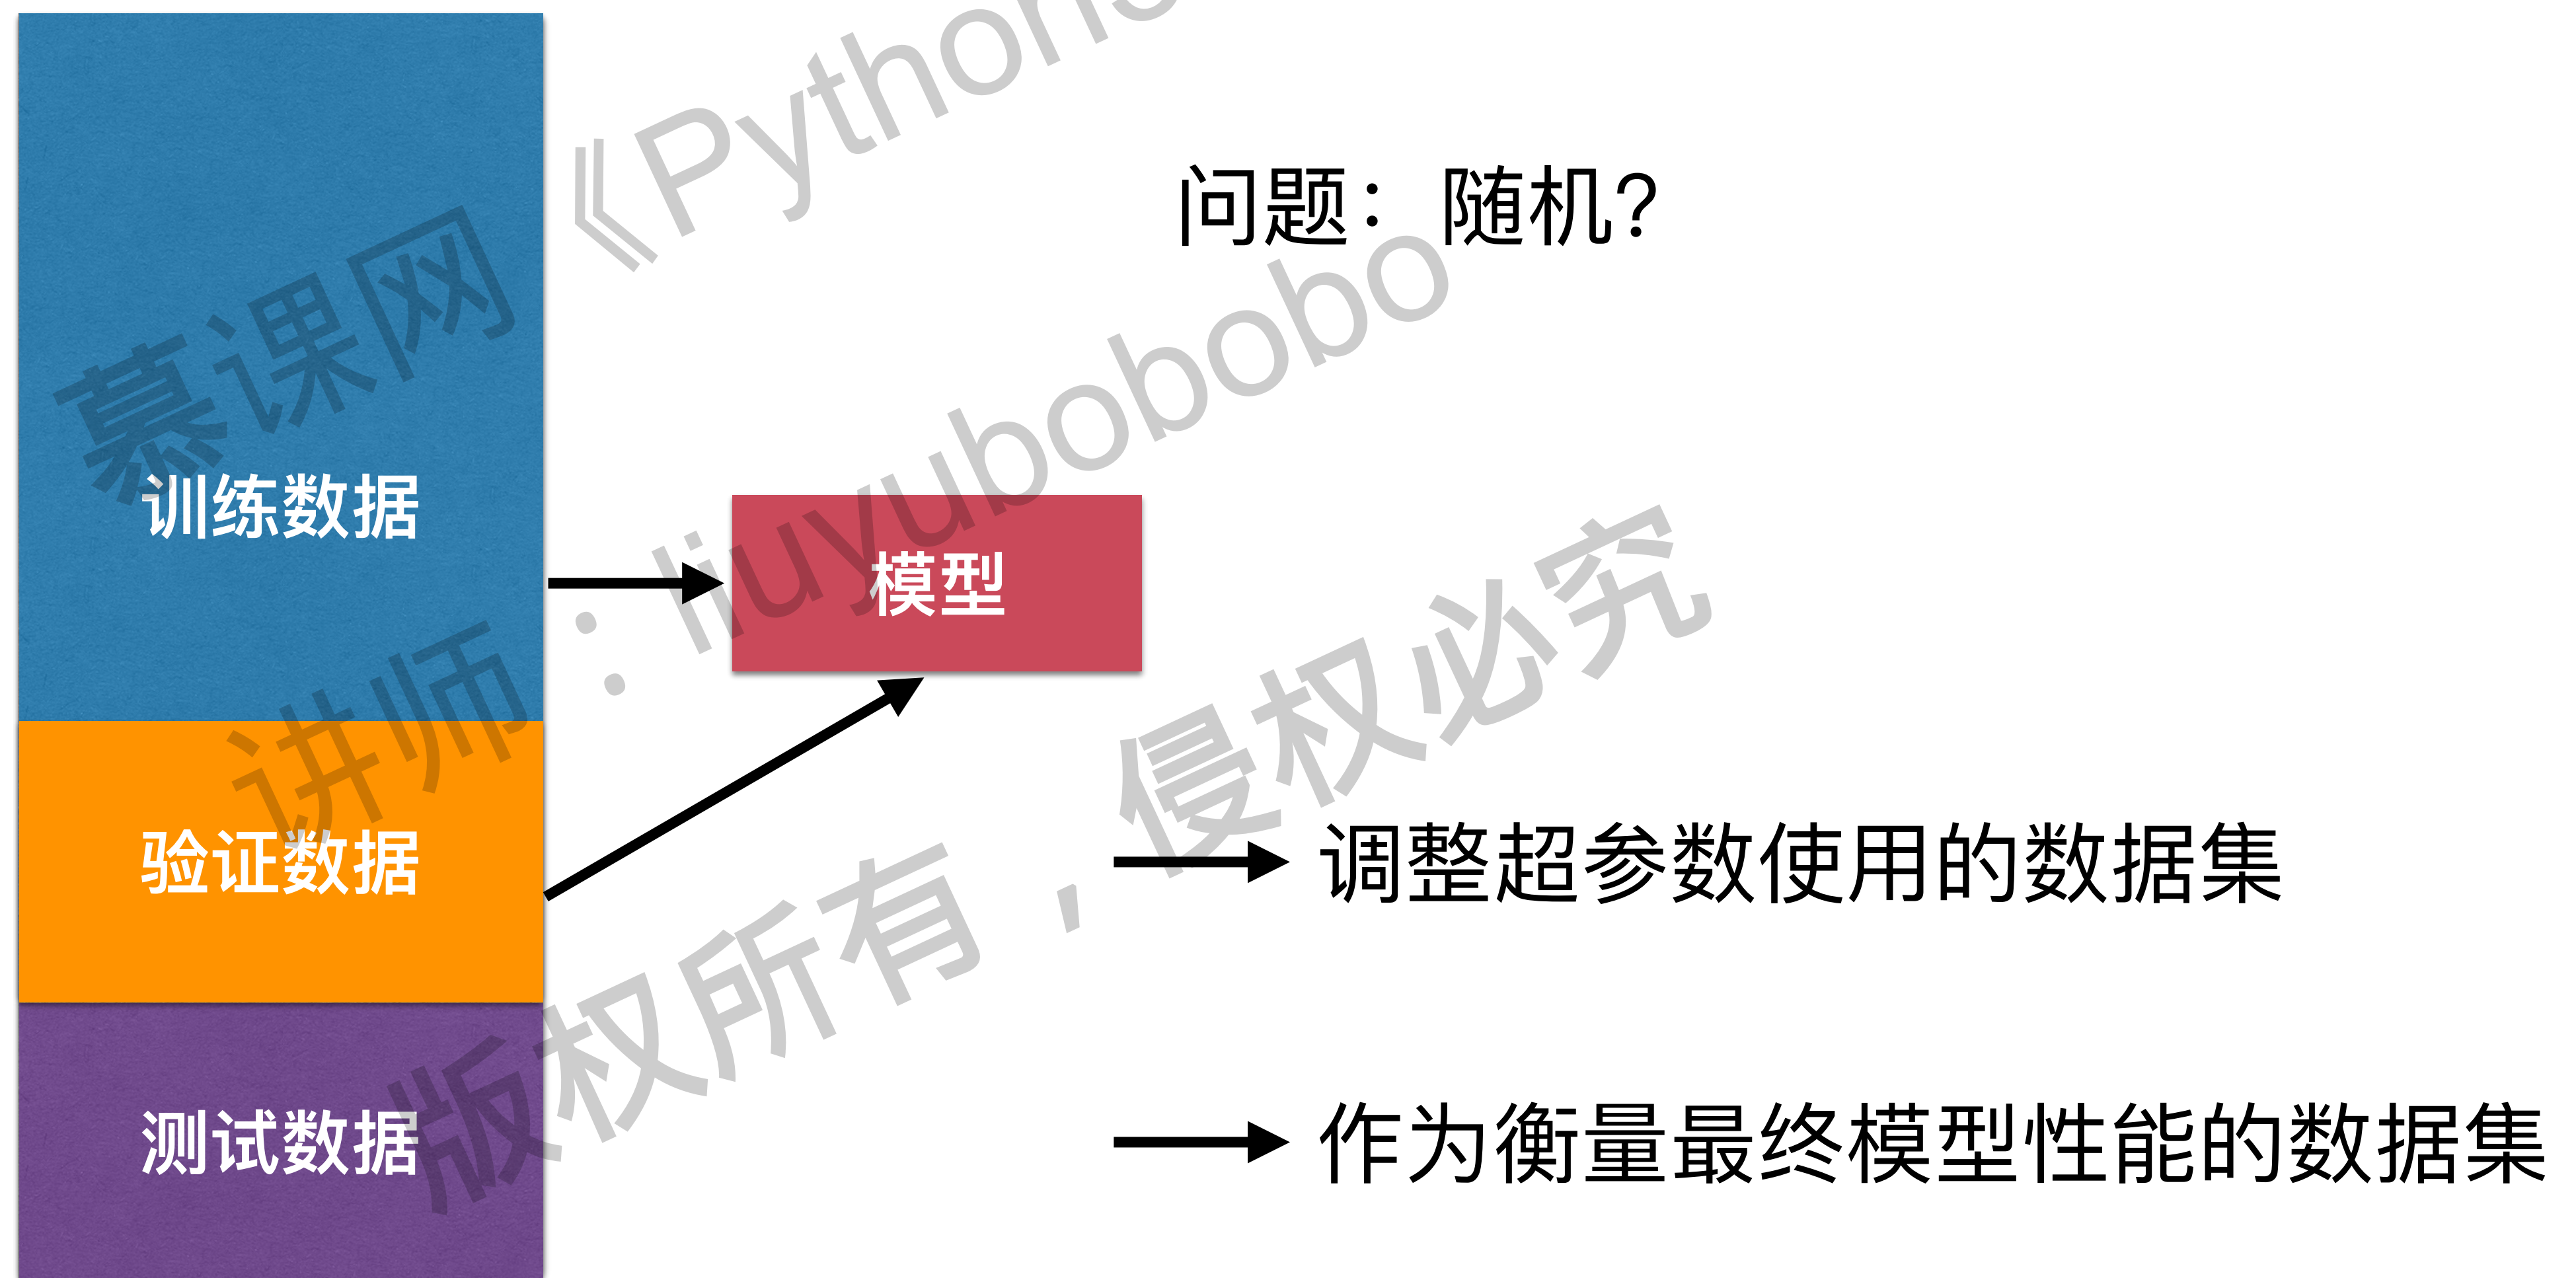 问题：随机？
训练数据
模型
验证数据
调整超参数使用的数据集
测试数据
作为衡量最终模型性能的数据集
慕课网《Python
讲师：liuyubobobo
版权所有，侵权必究